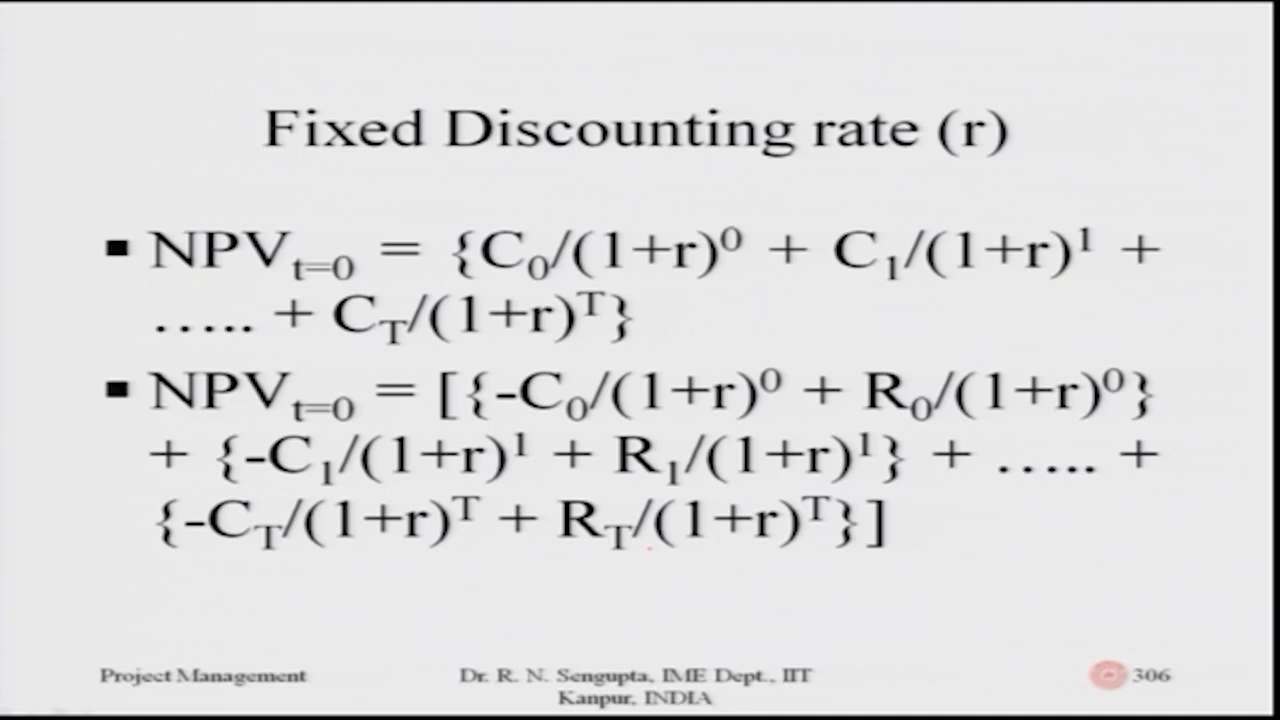 Fixed Discounting rate (r)
▪ NPV_{t=0} = {C_0/(1+r)^0 + C_1/(1+r)^1 +
….. + C_T/(1+r)^T}
▪ NPV_{t=0} = [{-C_0/(1+r)^0 + R_0/(1+r)^0}
+ {-C_1/(1+r)^1 + R_1/(1+r)^1} + ….. +
{-C_T/(1+r)^T + R_T/(1+r)^T}]
Project Management
Dr. R. N. Sengupta, IME Dept., IIT
Kanpur, INDIA
306